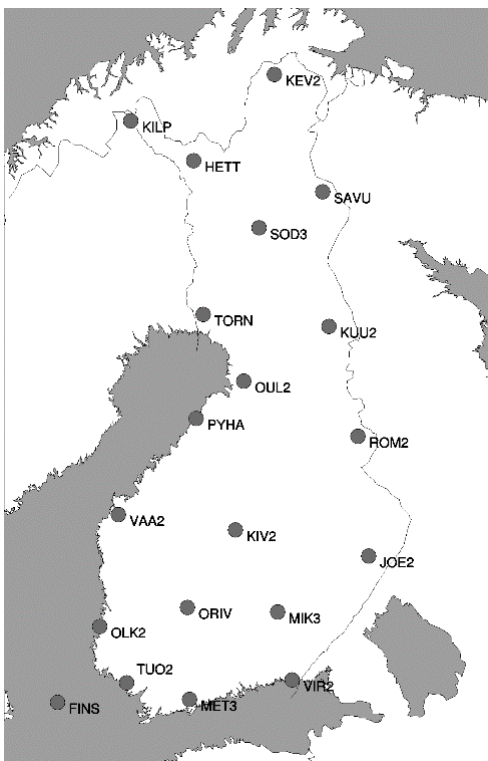 KEV2
KILP
HETT
SAVU
SOD3
TORN
KUU2
OUL2
PYHA
ROM2
VAA2
KIV2
JOE2
ORIV
MIK3
OLK2
TUO2
VIR2
MET3
FINS